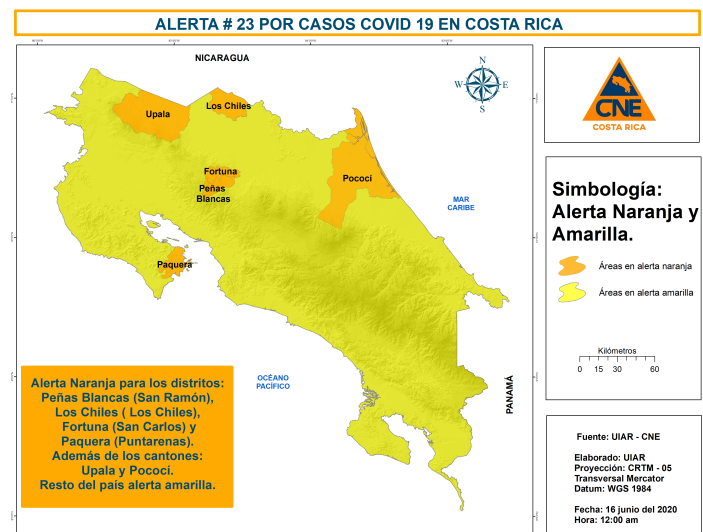 ALERTA # 23 POR CASOS COVID 19 EN COSTA RICA
NICARAGUA
N
W
E
S
Upala
Los Chiles
Fortuna
Peñas
Blancas
Pococí
Paquera
MAR
CARIBE
OCÉANO
PACÍFICO
PANAMÁ
Alerta Naranja para los distritos:
Peñas Blancas (San Ramón),
Los Chiles ( Los Chiles),
Fortuna (San Carlos) y
Paquera (Puntarenas).
Además de los cantones:
Upala y Pococí.
Resto del país alerta amarilla.
CNE
COSTA RICA
Simbología:
Alerta Naranja y
Amarilla.
Áreas en alerta naranja
Áreas en alerta amarilla
Kilómetros
0 15 30 60
Fuente: UIAR - CNE
Elaborado: UIAR
Proyección: CRTM - 05
Transversal Mercator
Datum: WGS 1984
Fecha: 16 junio del 2020
Hora: 12:00 am